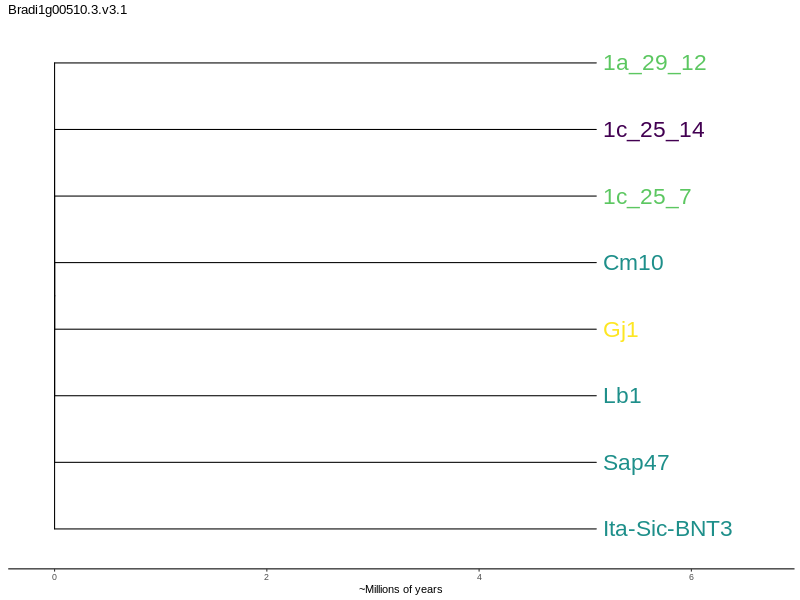 Bradi1g00510.3.v3.1
1a_29_12
1c_25_14
1c_25_7
Cm10
Gj1
Lb1
Sap47
Ita-Sic-BNT3
0 2 4 6
~Millions of years